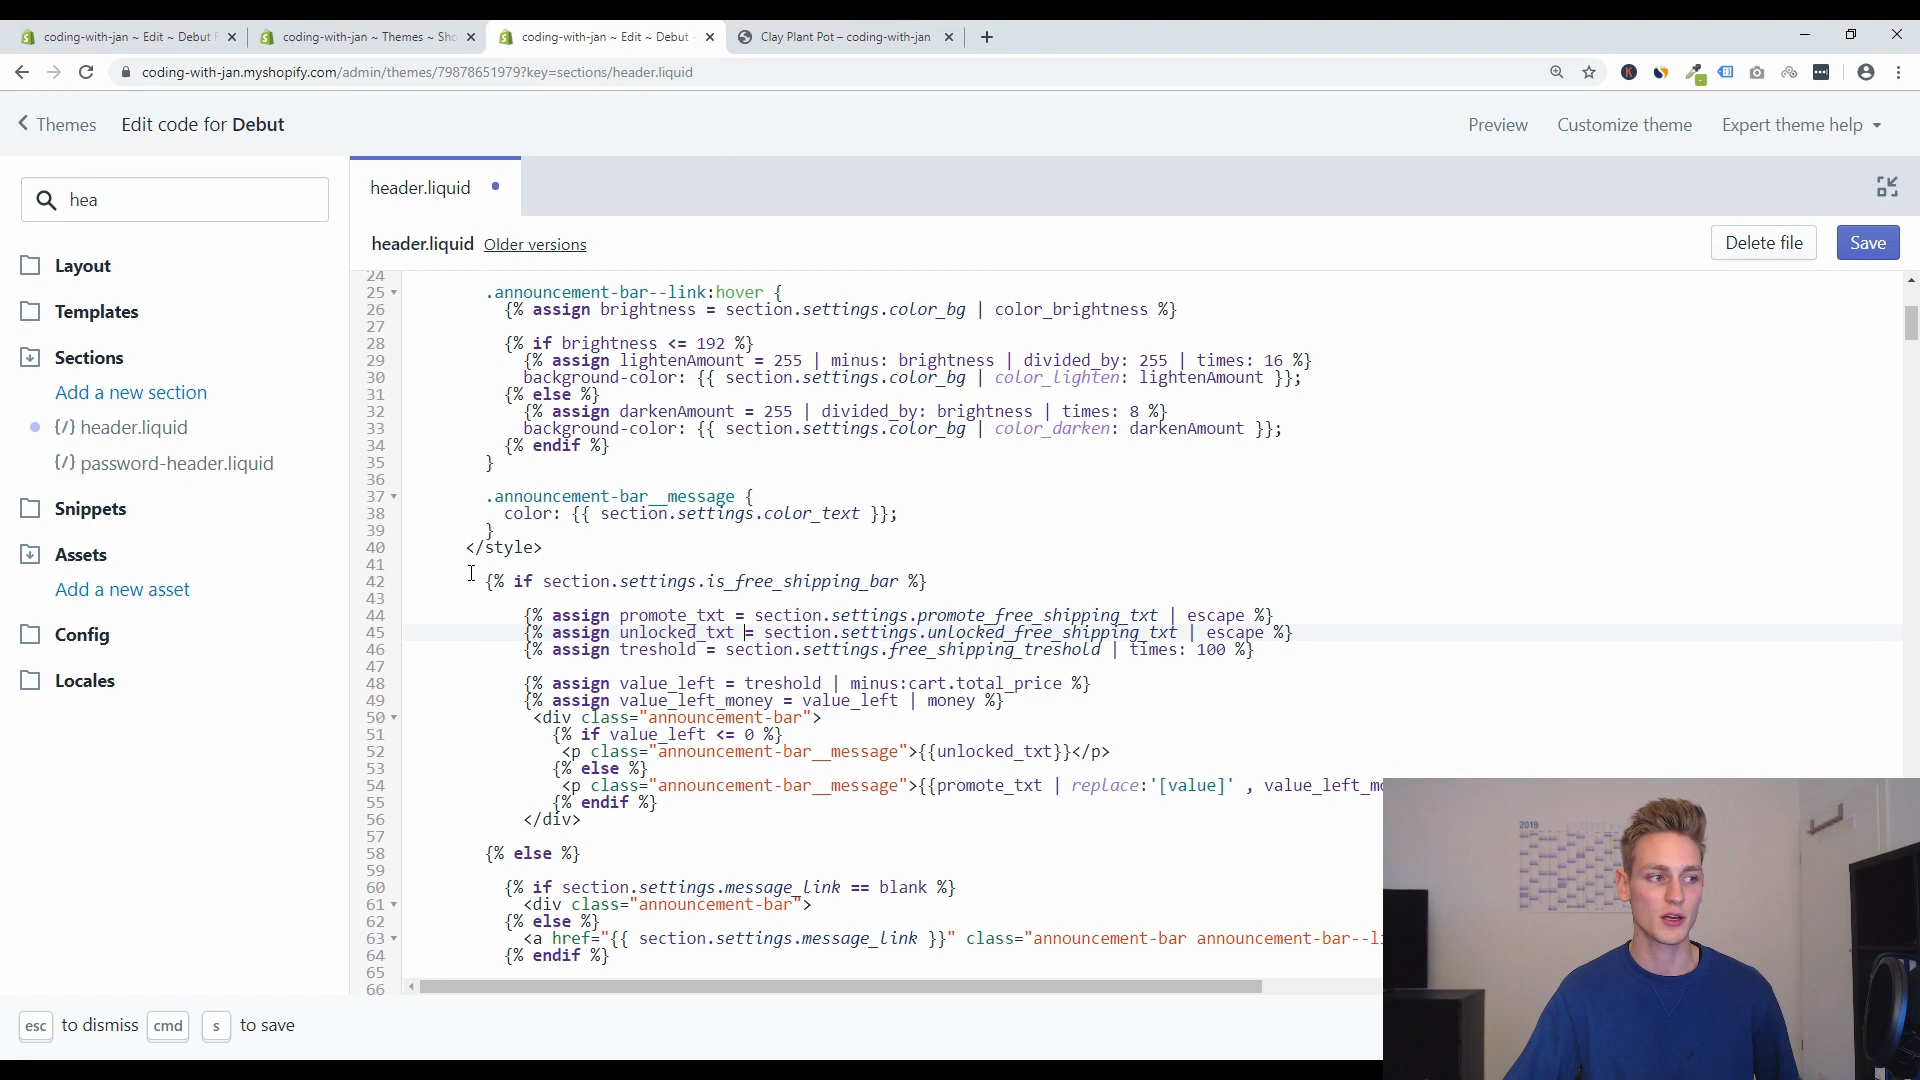 coding-with-jan ~ Edit ~ Debut
coding-with-jan ~ Themes ~ Sho
coding-with-jan ~ Edit ~ Debut
Clay Plant Pot – coding-with-jan
coding-with-jan.myshopify.com/admin/themes/79878651979?key=sections/header.liquid
Themes
Edit code for Debut
Preview
Customize theme
Expert theme help
hea
header.liquid
header.liquid
Older versions
Delete file
Save
Layout
Templates
Sections
Add a new section
{/} header.liquid
{/} password-header.liquid
Snippets
Assets
Add a new asset
Config
Locales
24
25 .announcement-bar--link:hover {
26 {% assign brightness = section.settings.color_bg | color_brightness %}
27
28 {% if brightness <= 192 %}
29 {% assign lightenAmount = 255 | minus: brightness | divided_by: 255 | times: 16 %}
30 background-color: {{ section.settings.color_bg | color_lighten: lightenAmount }};
31 {% else %}
32 {% assign darkenAmount = 255 | divided_by: brightness | times: 8 %}
33 background-color: {{ section.settings.color_bg | color_darken: darkenAmount }};
34 {% endif %}
35 }
36
37 .announcement-bar__message {
38 color: {{ section.settings.color_text }};
39 }
40 </style>
41
42 {% if section.settings.is_free_shipping_bar %}
43
44 {% assign promote_txt = section.settings.promote_free_shipping_txt | escape %}
45 {% assign unlocked_txt = section.settings.unlocked_free_shipping_txt | escape %}
46 {% assign treshold = section.settings.free_shipping_treshold | times: 100 %}
47
48 {% assign value_left = treshold | minus:cart.total_price %}
49 {% assign value_left_money = value_left | money %}
50 <div class="announcement-bar">
51 {% if value_left <= 0 %}
52 <p class="announcement-bar__message">{{unlocked_txt}}</p>
53 {% else %}
54 <p class="announcement-bar__message">{{promote_txt | replace:'[value]' , value_left_mo
55 {% endif %}
56 </div>
57
58 {% else %}
59
60 {% if section.settings.message_link == blank %}
61 <div class="announcement-bar">
62 {% else %}
63 <a href="{{ section.settings.message_link }}" class="announcement-bar announcement-bar--li
64 {% endif %}
65
66
esc to dismiss cmd s to save
2019